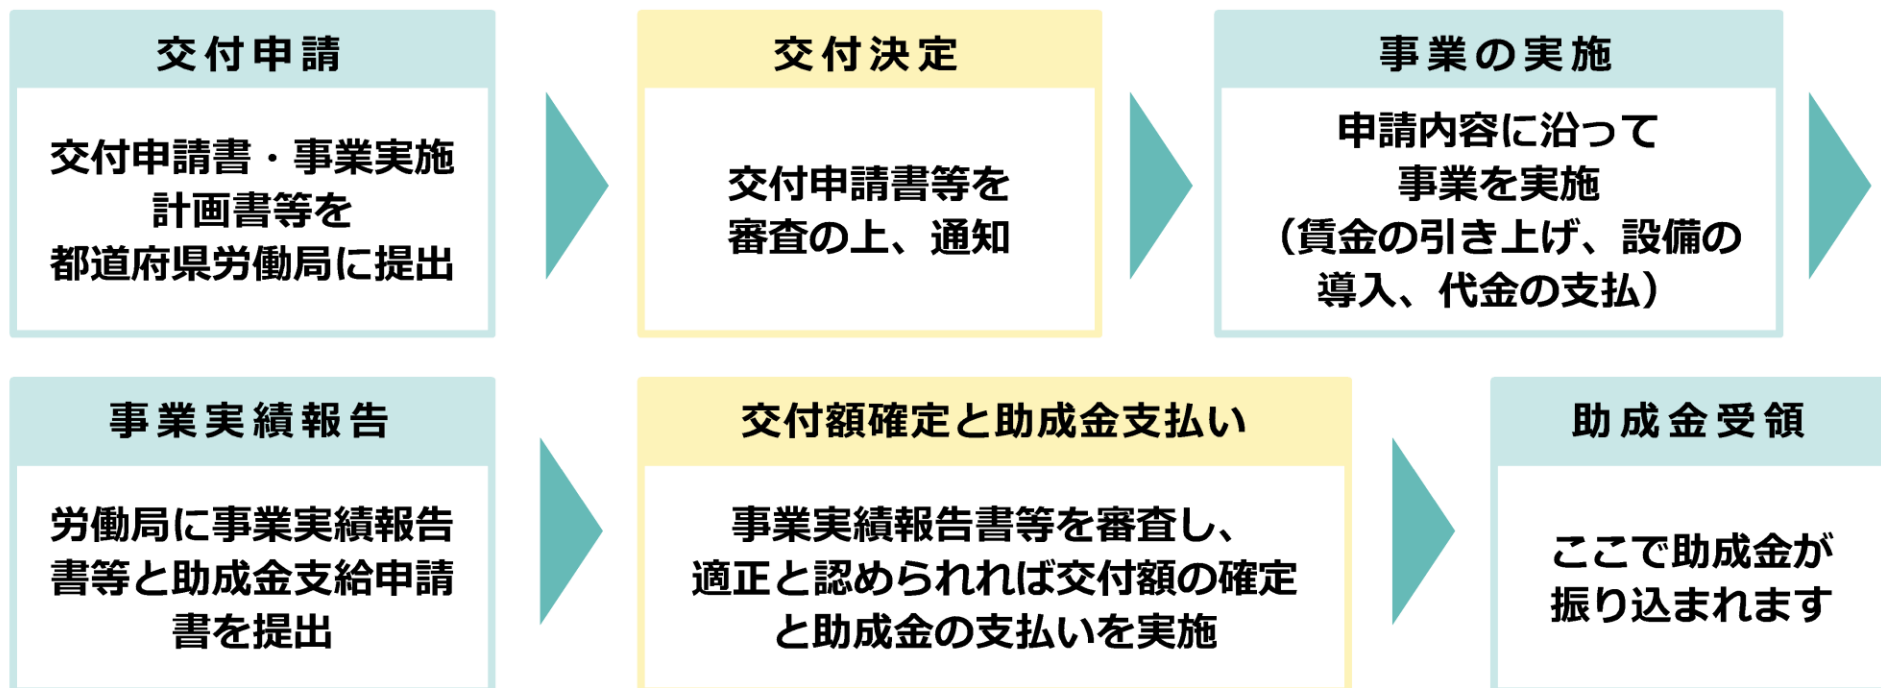 交付申請
交付申請書・事業実施
計画書等を
都道府県労働局に提出
交付決定
交付申請書等を
審査の上、通知
事業の実施
申請内容に沿って
事業を実施
（賃金の引き上げ、設備の
導入、代金の支払）
事業実績報告
労働局に事業実績報告
書等と助成金支給申請
書を提出
交付額確定と助成金支払い
事業実績報告書等を審査し、
適正と認められれば交付額の確定
と助成金の支払いを実施
助成金受領
ここで助成金が
振り込まれます